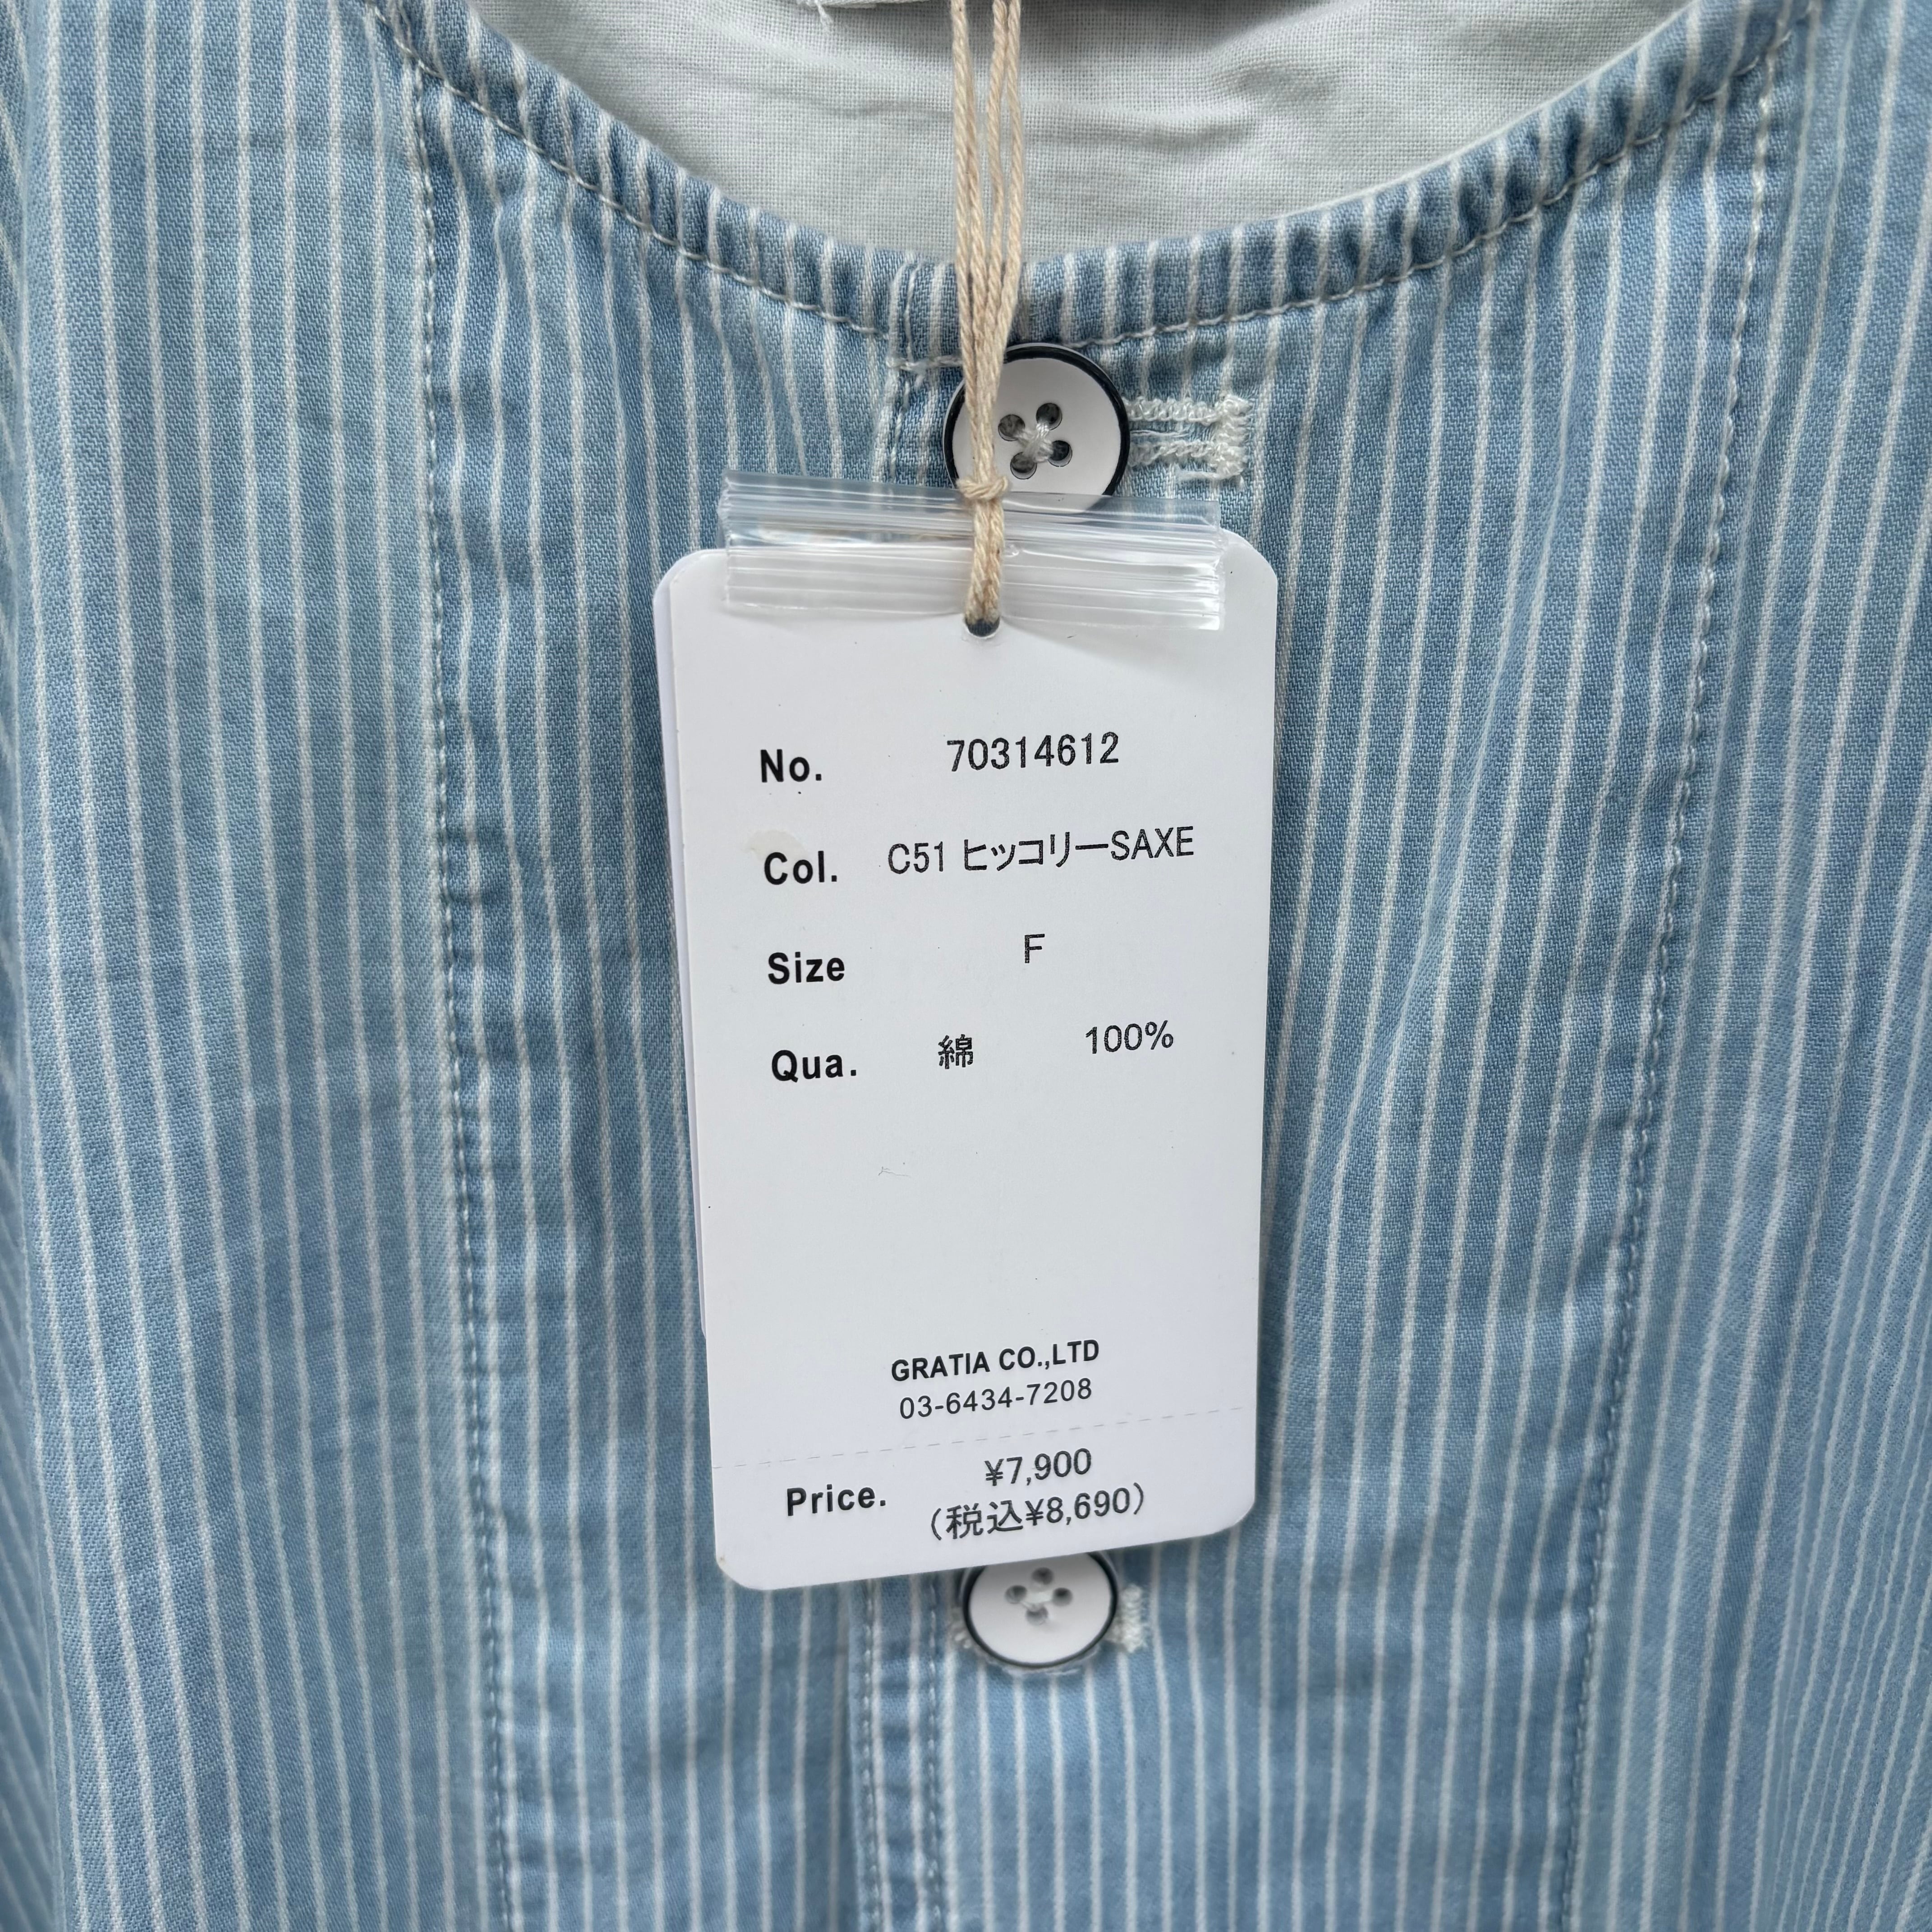 No. 70314612
Col. C51 ヒッコリーSAXE
Size F
Qua. 綿 100%
GRATIA CO.,LTD
03-6434-7208
Price. ¥7,900
(税込¥8,690)